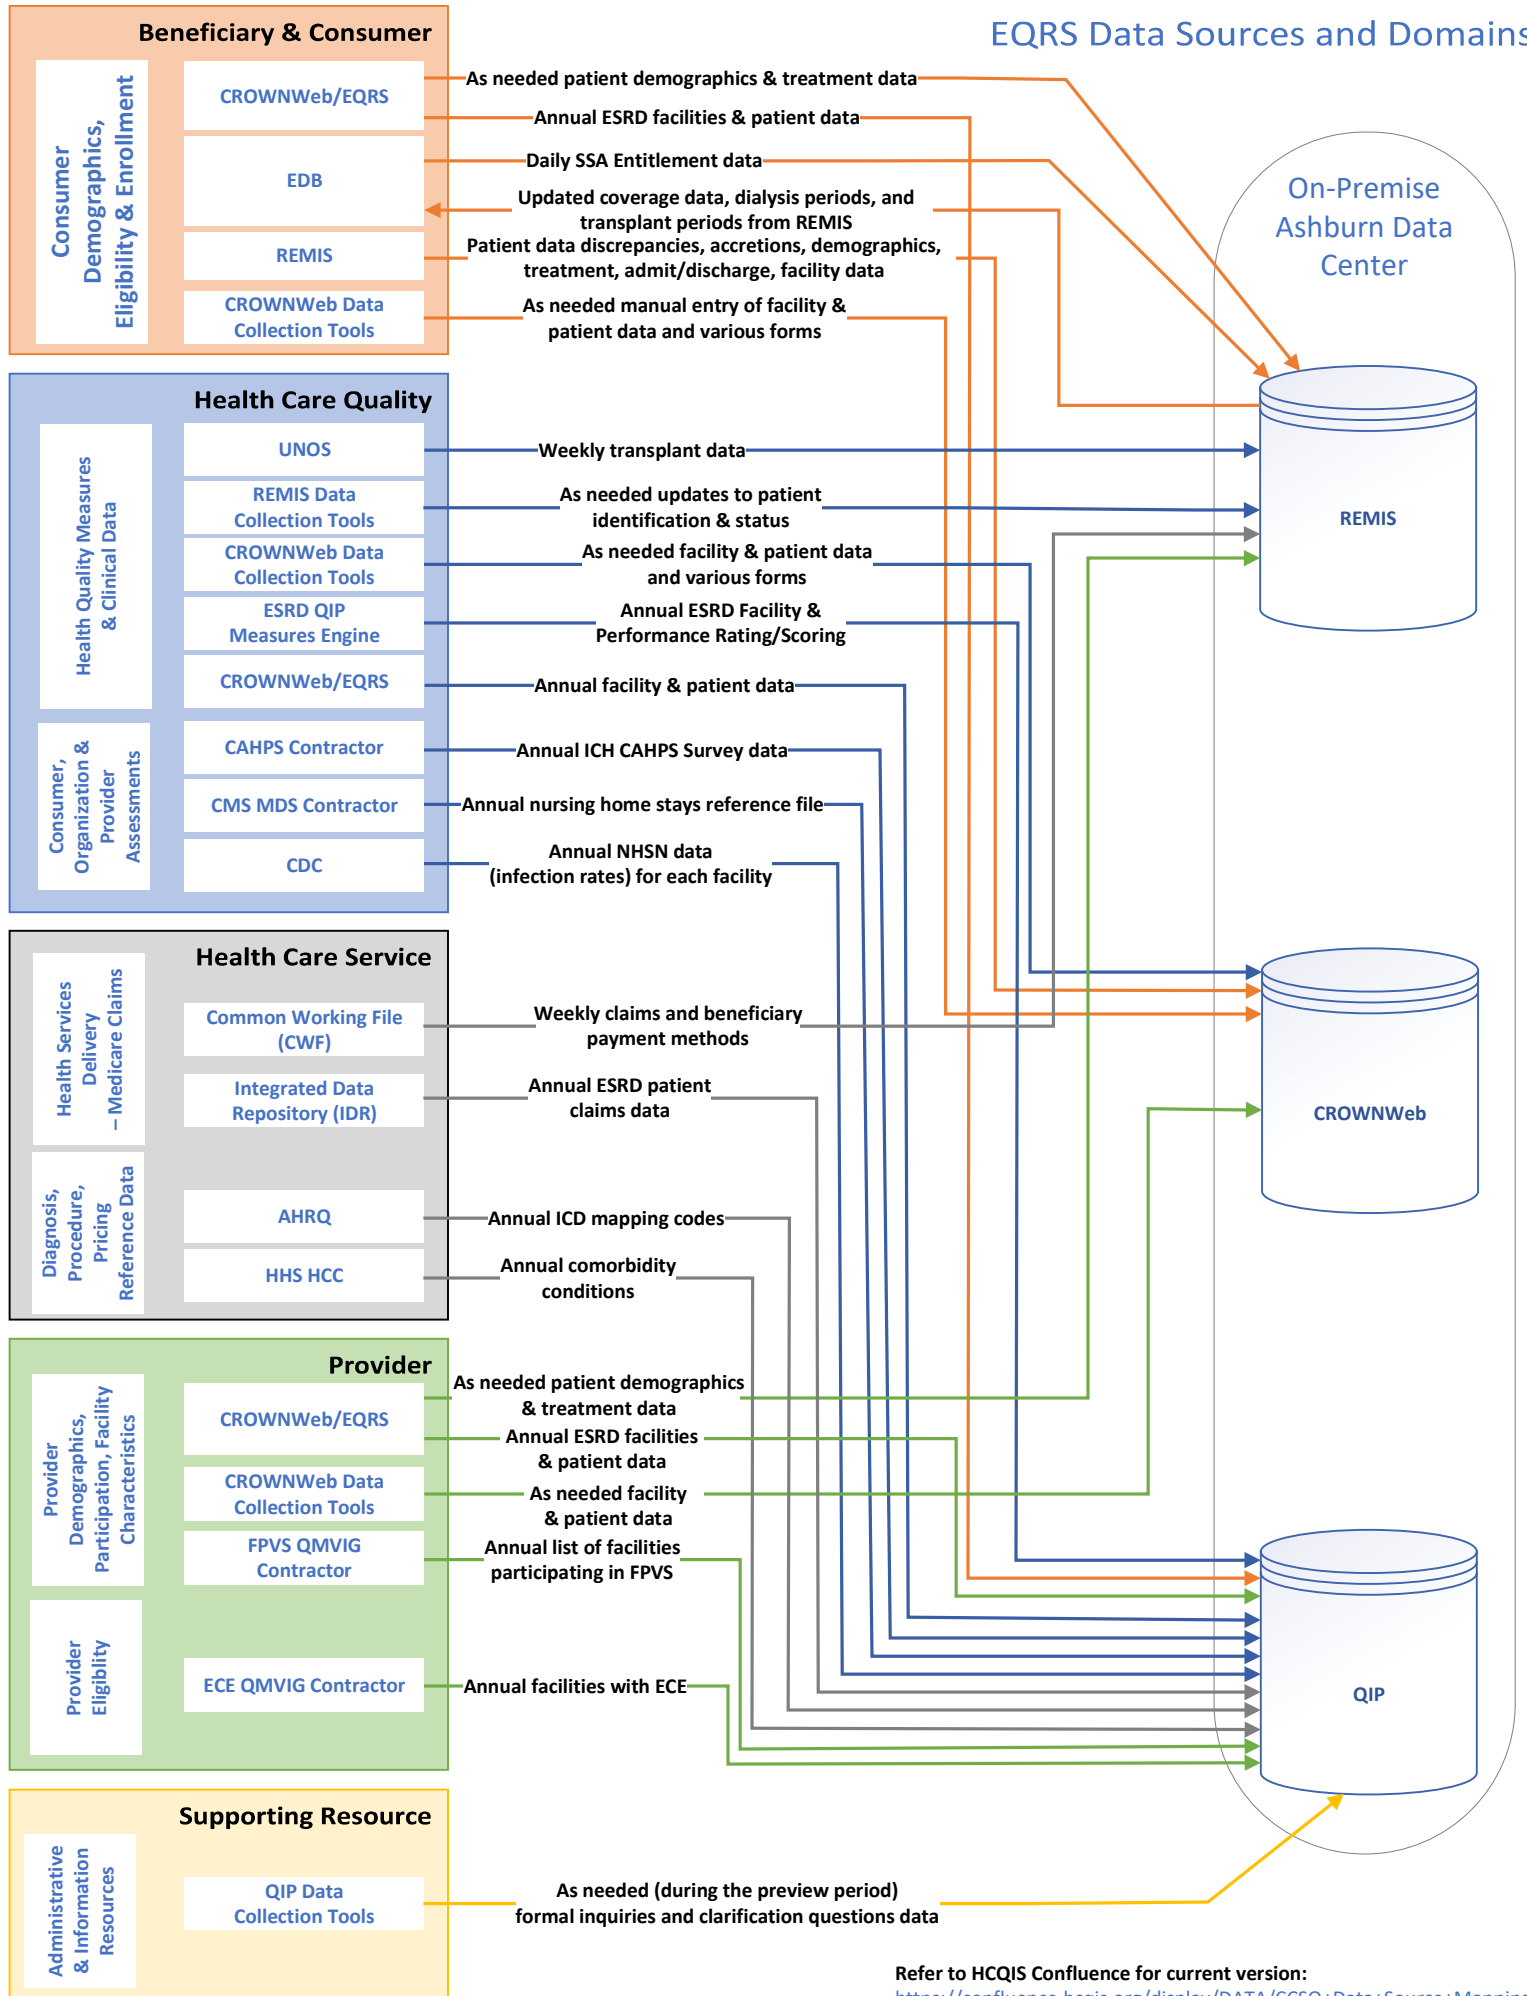 EQRS Data Sources and Domains
Beneficiary & Consumer
Consumer
Demographics,
Eligibility & Enrollment
CROWNWeb/EQRS
As needed patient demographics & treatment data
Annual ESRD facilities & patient data
EDB
Daily SSA Entitlement data
Updated coverage data, dialysis periods, and
transplant periods from REMIS
REMIS
Patient data discrepancies, accretions, demographics,
treatment, admit/discharge, facility data
CROWNWeb Data
Collection Tools
As needed manual entry of facility &
patient data and various forms
On-Premise
Ashburn Data
Center
Health Care Quality
Health Quality Measures
& Clinical Data
UNOS
Weekly transplant data
REMIS Data
Collection Tools
As needed updates to patient
identification & status
CROWNWeb Data
Collection Tools
As needed facility & patient data
and various forms
ESRD QIP
Measures Engine
Annual ESRD Facility &
Performance Rating/Scoring
CROWNWeb/EQRS
Annual facility & patient data
REMIS
Consumer,
Organization &
Provider
Assessments
CAHPS Contractor
Annual ICH CAHPS Survey data
CMS MDS Contractor
Annual nursing home stays reference file
CDC
Annual NHSN data
(infection rates) for each facility
Health Care Service
Health Services
Delivery
– Medicare Claims
Common Working File
(CWF)
Weekly claims and beneficiary
payment methods
Integrated Data
Repository (IDR)
Annual ESRD patient
claims data
CROWNWeb
Diagnosis,
Procedure,
Pricing
Reference Data
AHRQ
Annual ICD mapping codes
HHS HCC
Annual comorbidity
conditions
Provider
Provider
Demographics,
Participation, Facility
Characteristics
CROWNWeb/EQRS
As needed patient demographics
& treatment data
Annual ESRD facilities
& patient data
CROWNWeb Data
Collection Tools
As needed facility
& patient data
FPVS QMVIG
Contractor
Annual list of facilities
participating in FPVS
Provider
Eligiblity
ECE QMVIG Contractor
Annual facilities with ECE
QIP
Supporting Resource
Administrative
& Information
Resources
QIP Data
Collection Tools
As needed (during the preview period)
formal inquiries and clarification questions data
Refer to HCQIS Confluence for current version:
https://confluence.hcqis.org/display/DATA/CCSQ+Data+Source+Mapping